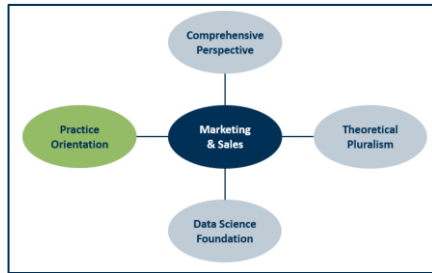 Comprehensive
Perspective
Practice
Orientation
Marketing
& Sales
Theoretical
Pluralism
Data Science
Foundation